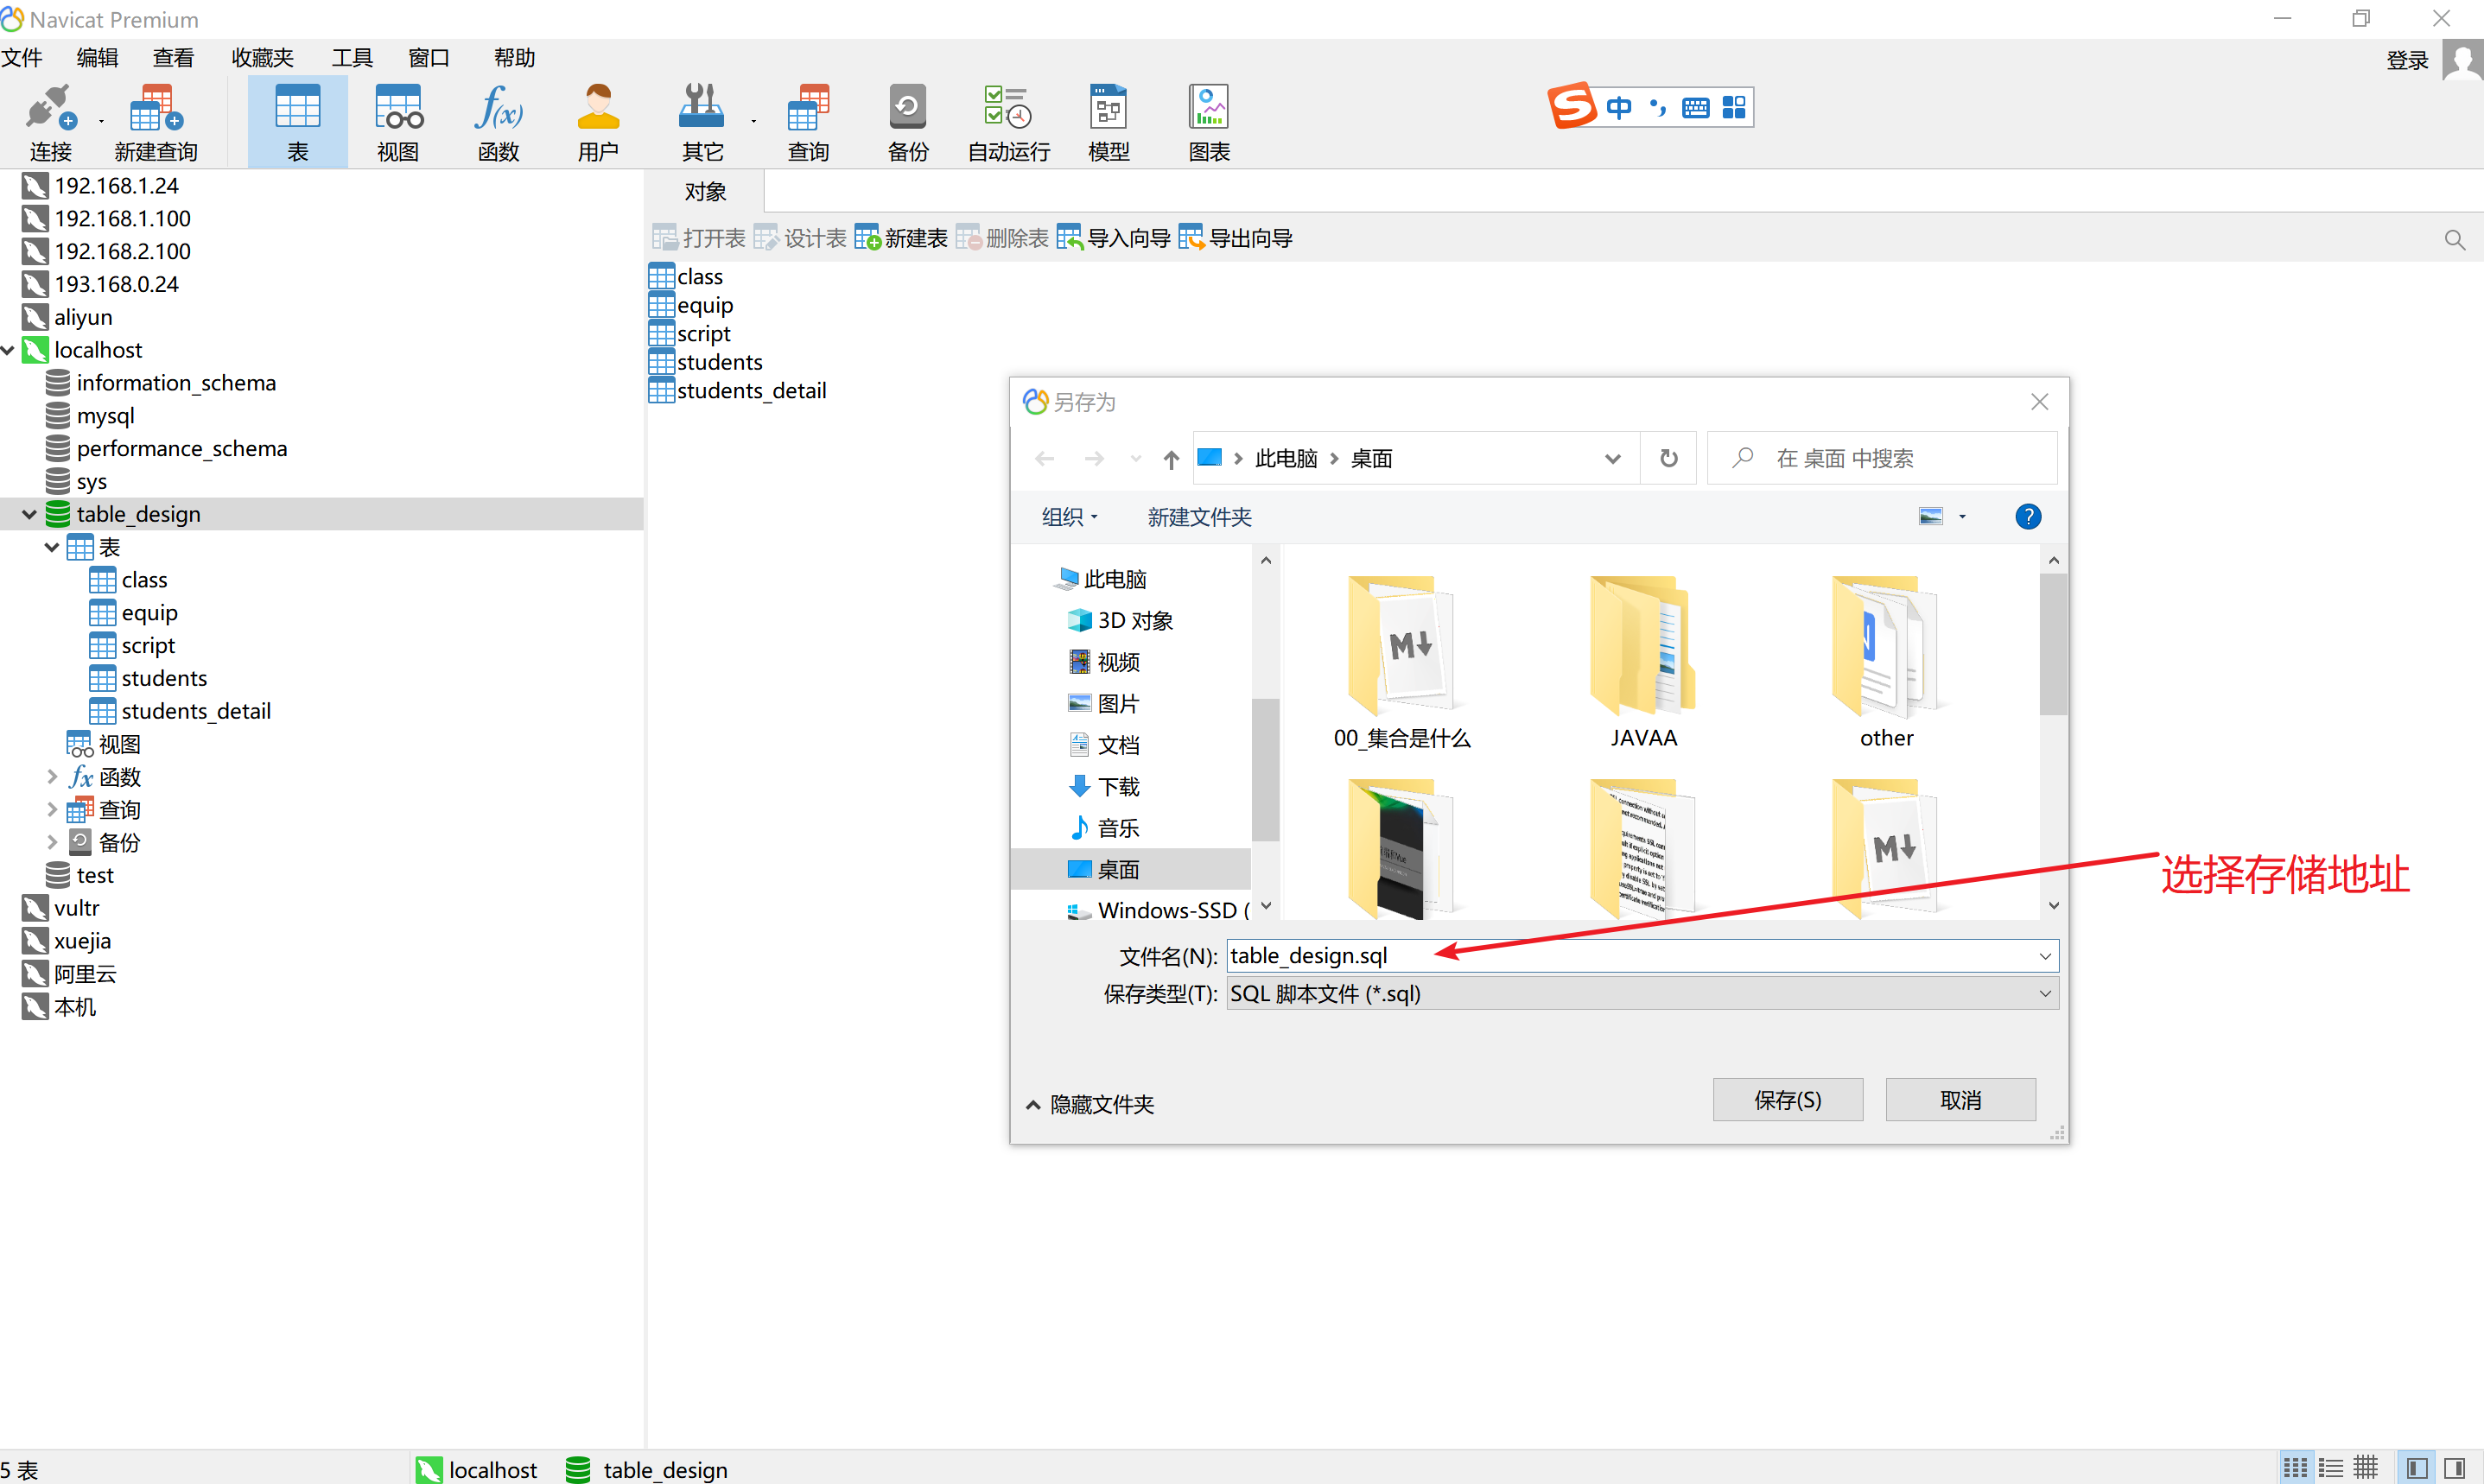 Navicat Premium
文件 编辑 查看 收藏夹 工具 窗口 帮助
登录
连接 新建查询 表 视图 函数 用户 其它 查询 备份 自动运行 模型 图表
中
192.168.1.24
192.168.1.100
192.168.2.100
193.168.0.24
aliyun
localhost
information_schema
mysql
performance_schema
sys
table_design
表
class
equip
script
students
students_detail
视图
函数
查询
备份
test
vultr
xuejia
阿里云
本机
对象
打开表 设计表 新建表 删除表 导入向导 导出向导
class
equip
script
students
students_detail
另存为
此电脑 桌面
在 桌面 中搜索
组织 新建文件夹
此电脑
3D 对象
视频
图片
文档
下载
音乐
桌面
Windows-SSD (
00_集合是什么 JAVAA other
选择存储地址
文件名(N): table_design.sql
保存类型(T): SQL 脚本文件 (*.sql)
隐藏文件夹
保存(S) 取消
5 表 localhost table_design